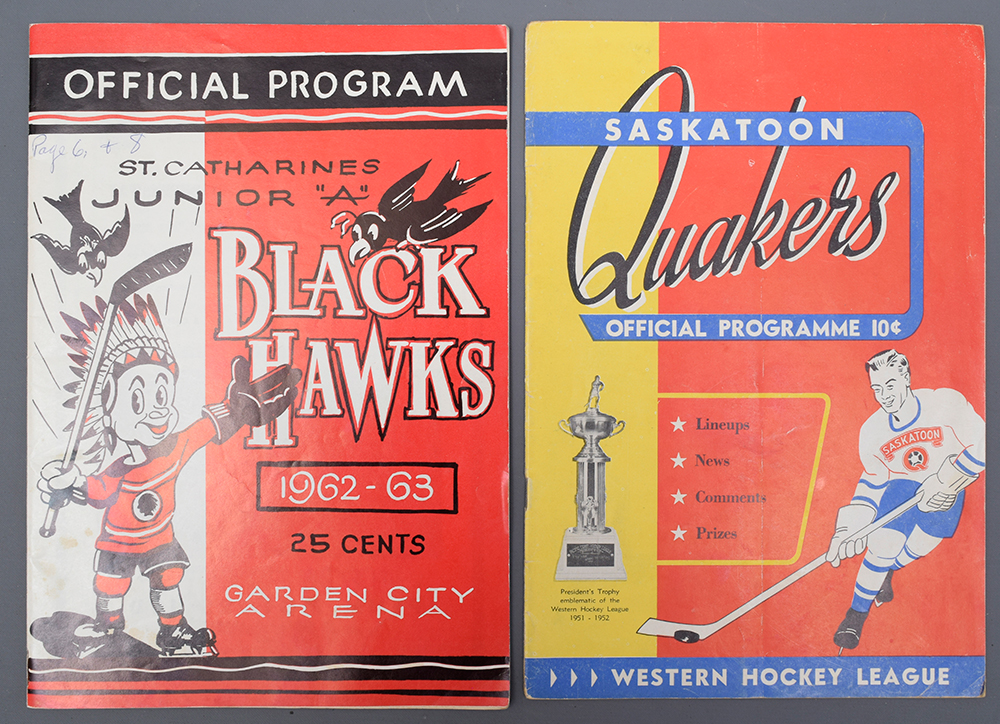 OFFICIAL PROGRAM
Page 6, + 8
ST. CATHARINES
JUNIOR "A"
BLACK
HAWKS
1962-63
25 CENTS
GARDEN CITY
ARENA
SASKATOON
Quakers
OFFICIAL PROGRAMME 10¢
★ Lineups
★ News
★ Comments
★ Prizes
SASKATOON
Q
President's Trophy
emblematic of the
Western Hockey League
1951 - 1952
WESTERN HOCKEY LEAGUE